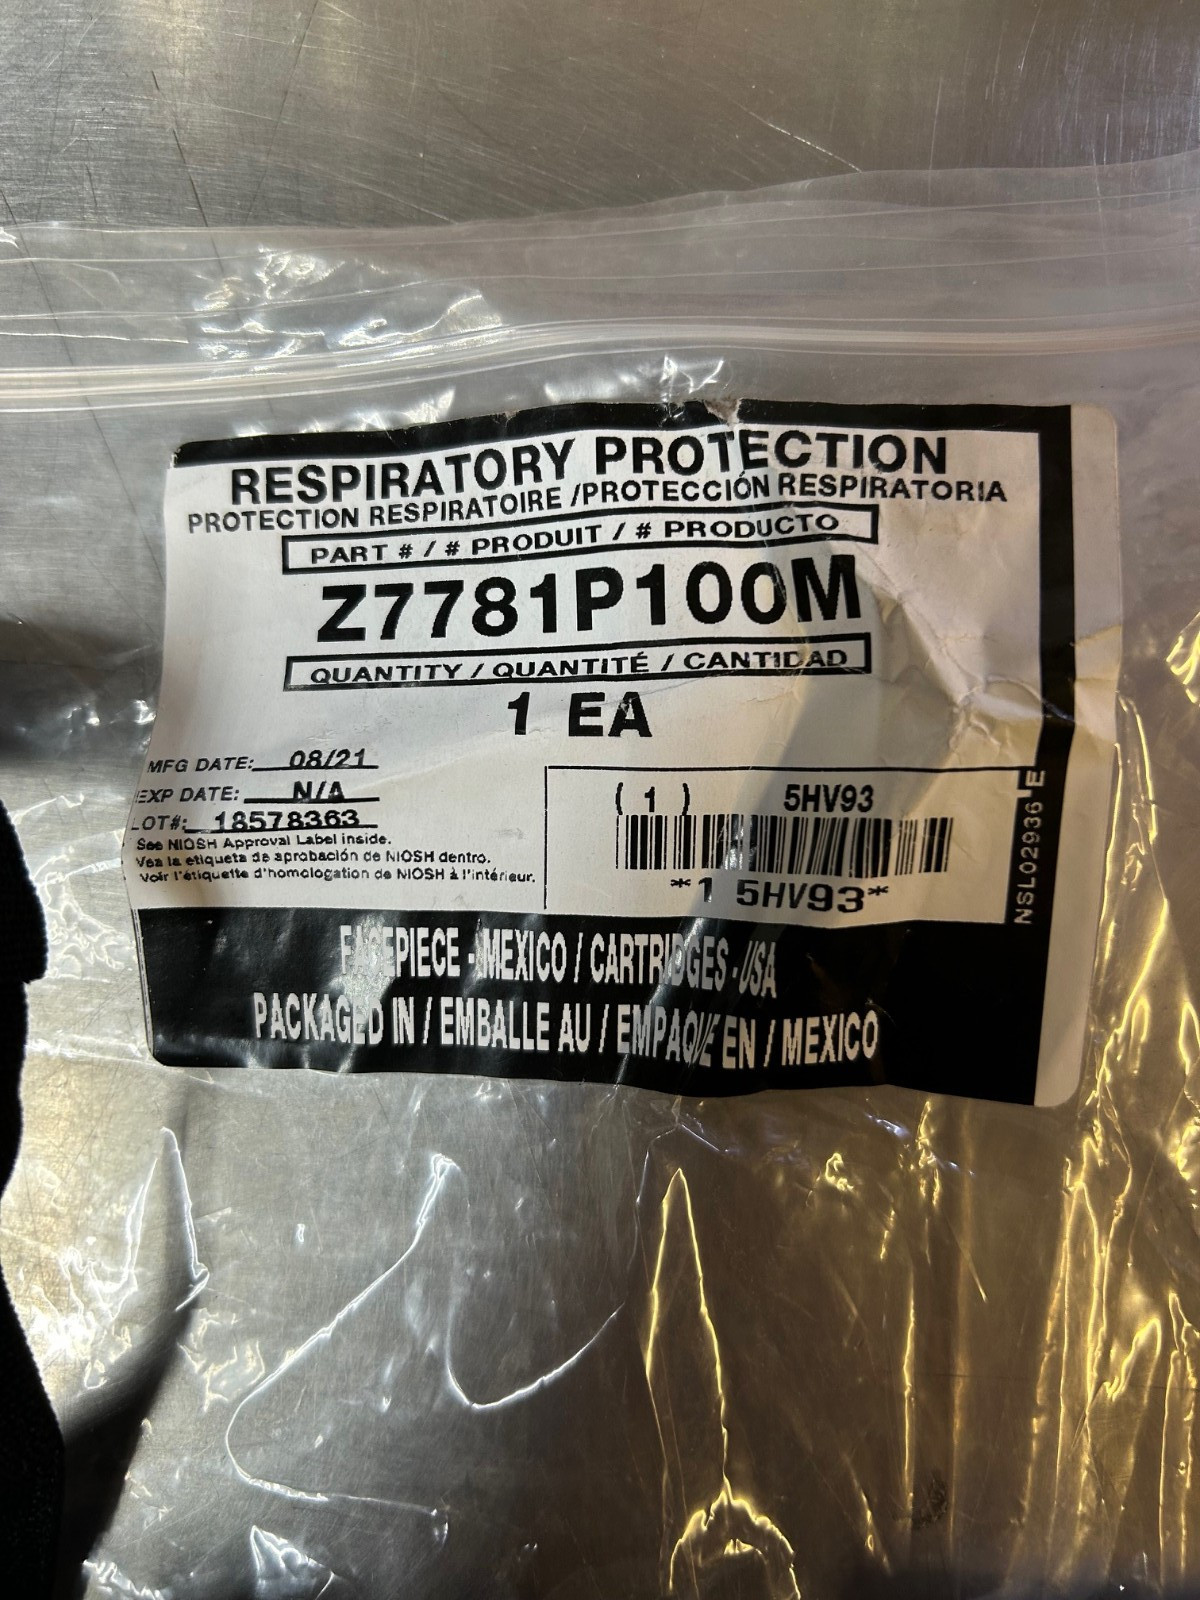 RESPIRATORY PROTECTION
PROTECTION RESPIRATOIRE /PROTECCIÓN RESPIRATORIA
PART # / # PRODUIT / # PRODUCTO
Z7781P100M
QUANTITY / QUANTITÉ / CANTIDAD
1 EA
MFG DATE: 08/21
EXP DATE: N/A
LOT#: 18578363
See NIOSH Approval Label inside.
Vea la etiqueta de aprobación de NIOSH dentro.
Voir l'étiquette d'homologation de NIOSH à l'intérieur.
( 1 ) 5HV93
*1 5HV93*
NSL02936 E
FACEPIECE - MEXICO / CARTRIDGES - USA
PACKAGED IN / EMBALLE AU / EMPAQUE EN / MEXICO